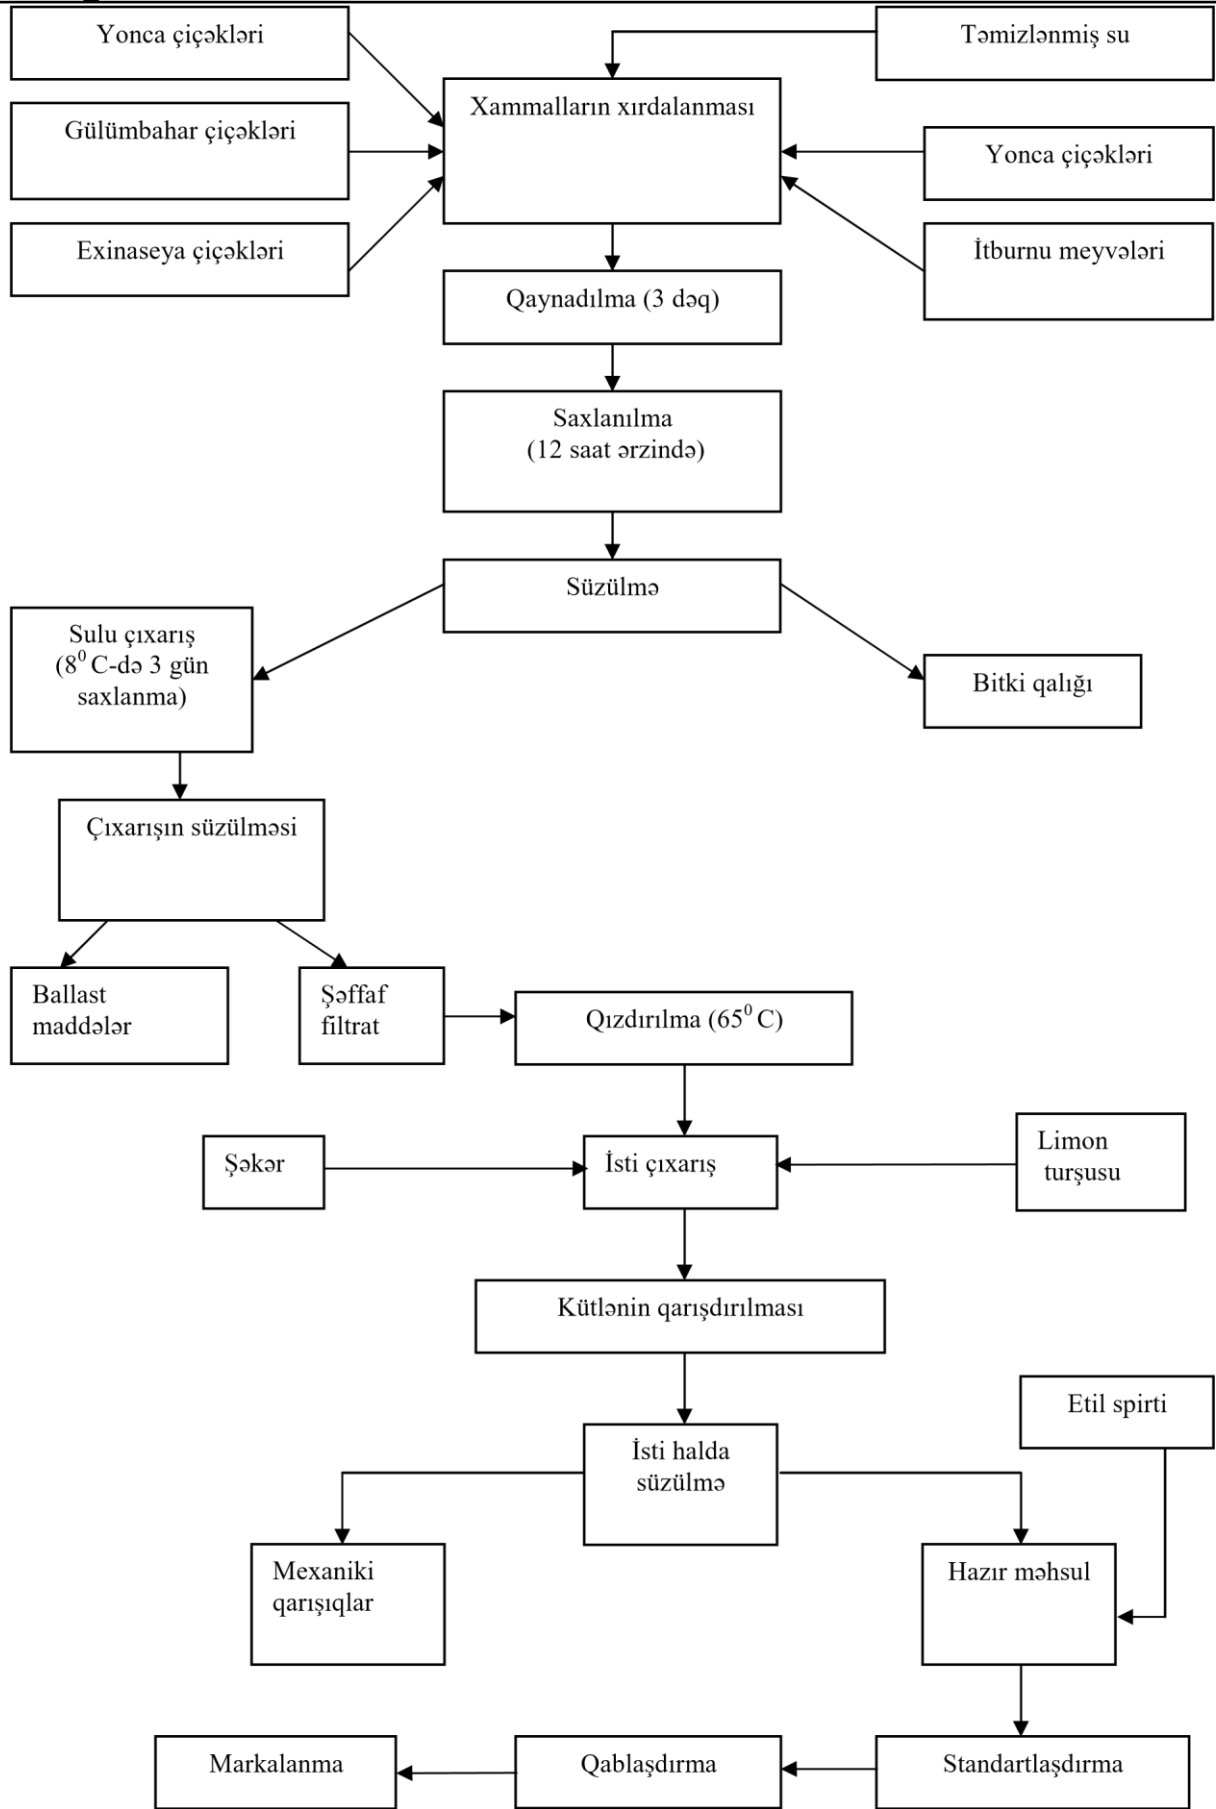 Yonca çiçəkləri
Təmizlənmiş su
Xammalların xırdalanması
Gülümbahar çiçəkləri
Yonca çiçəkləri
Exinaseya çiçəkləri
İtburnu meyvələri
Qaynadılma (3 dəq)
Saxlanılma
(12 saat ərzində)
Süzülmə
Sulu çıxarış
(8⁰ C-də 3 gün
saxlanma)
Bitki qalığı
Çıxarışın süzülməsi
Ballast
maddələr
Şəffaf
filtrat
Qızdırılma (65⁰ C)
Şəkər
İsti çıxarış
Limon
turşusu
Kütlənin qarışdırılması
Etil spirti
İsti halda
süzülmə
Mexaniki
qarışıqlar
Hazır məhsul
Markalanma
Qablaşdırma
Standartlaşdırma